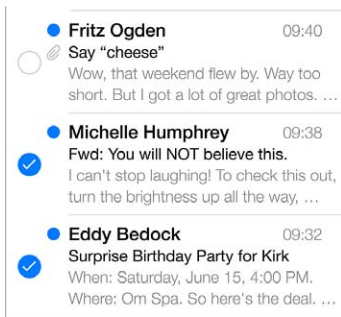 Fritz Ogden 09:40
Say “cheese”
Wow, that weekend flew by. Way too
short. But I got a lot of great photos. …
Michelle Humphrey 09:38
Fwd: You will NOT believe this.
I can't stop laughing! To check this out,
turn the brightness up all the way, …
Eddy Bedock 09:32
Surprise Birthday Party for Kirk
When: Saturday, June 15, 4:00 PM.
Where: Om Spa. So here's the deal. …